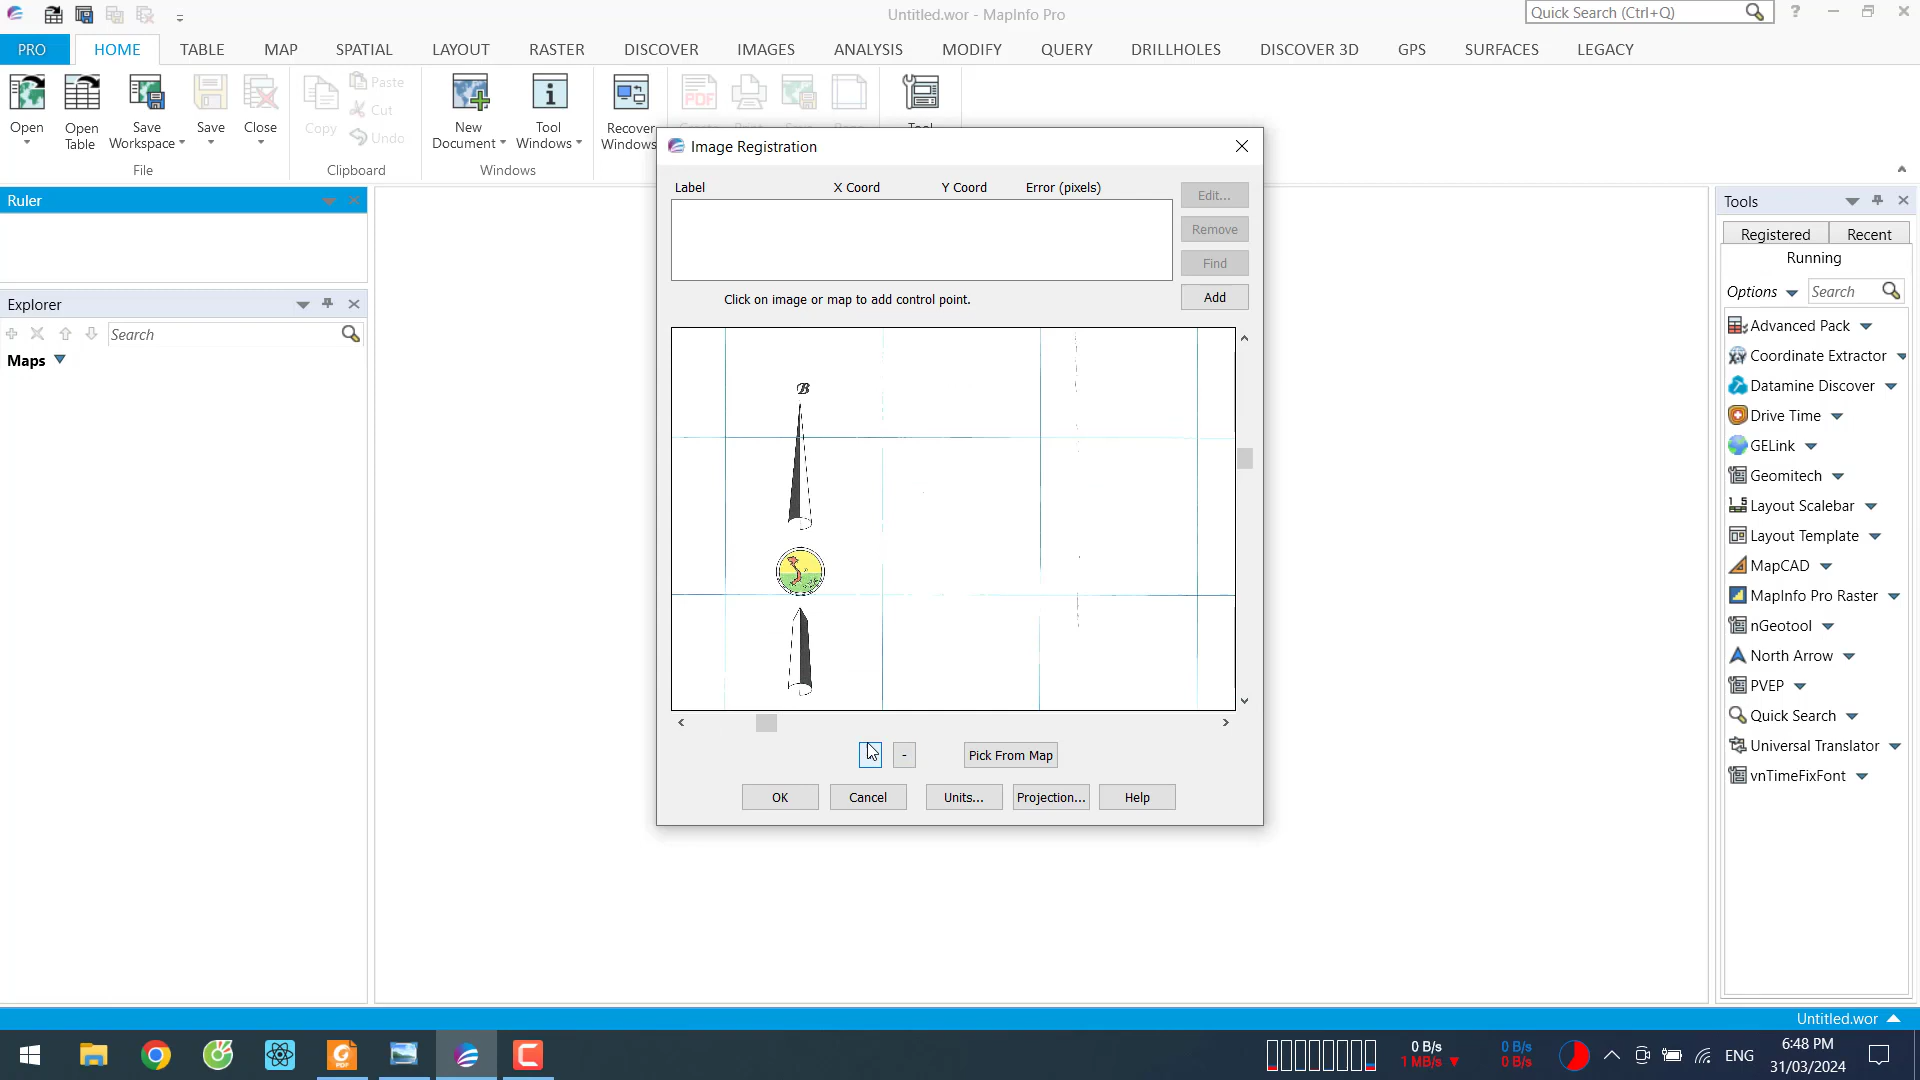 Untitled.wor - MapInfo Pro
Quick Search (Ctrl+Q)
PRO HOME TABLE MAP SPATIAL LAYOUT RASTER DISCOVER IMAGES ANALYSIS MODIFY QUERY DRILLHOLES DISCOVER 3D GPS SURFACES LEGACY
Open
Open Table
Save Workspace
Save
Close
Copy
Paste
Cut
Undo
New Document
Tool Windows
Recover Windows
PDF
Tool
File
Clipboard
Windows
Ruler
Explorer
Search
Maps
Image Registration
Label X Coord Y Coord Error (pixels)
Edit...
Remove
Find
Add
Click on image or map to add control point.
B
-
Pick From Map
OK
Cancel
Units...
Projection...
Help
Tools
Registered
Recent
Running
Options
Search
Advanced Pack
Coordinate Extractor
Datamine Discover
Drive Time
GELink
Geomitech
Layout Scalebar
Layout Template
MapCAD
MapInfo Pro Raster
nGeotool
North Arrow
PVEP
Quick Search
Universal Translator
vnTimeFixFont
Untitled.wor
0 B/s
1 MB/s
0 B/s
0 B/s
ENG
6:48 PM
31/03/2024